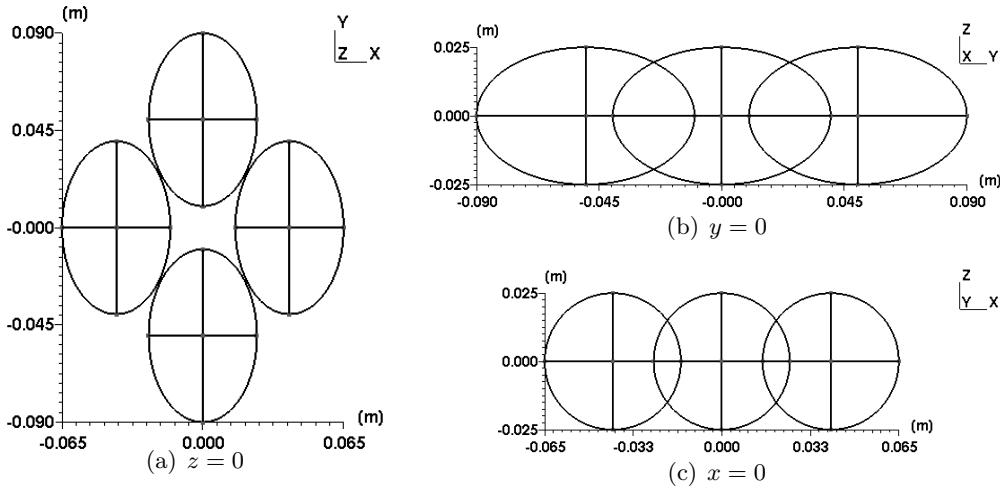 (m)
0.090
0.045
-0.000
-0.045
-0.090
-0.065
0.000
0.065
(m)
Y
Z X
(a) z = 0
(m)
0.025
0.000
-0.025
-0.090
-0.045
-0.000
0.045
0.090
(m)
Z
X Y
(b) y = 0
(m)
0.025
0.000
-0.025
-0.065
-0.033
0.000
0.033
0.065
(m)
Z
Y X
(c) x = 0